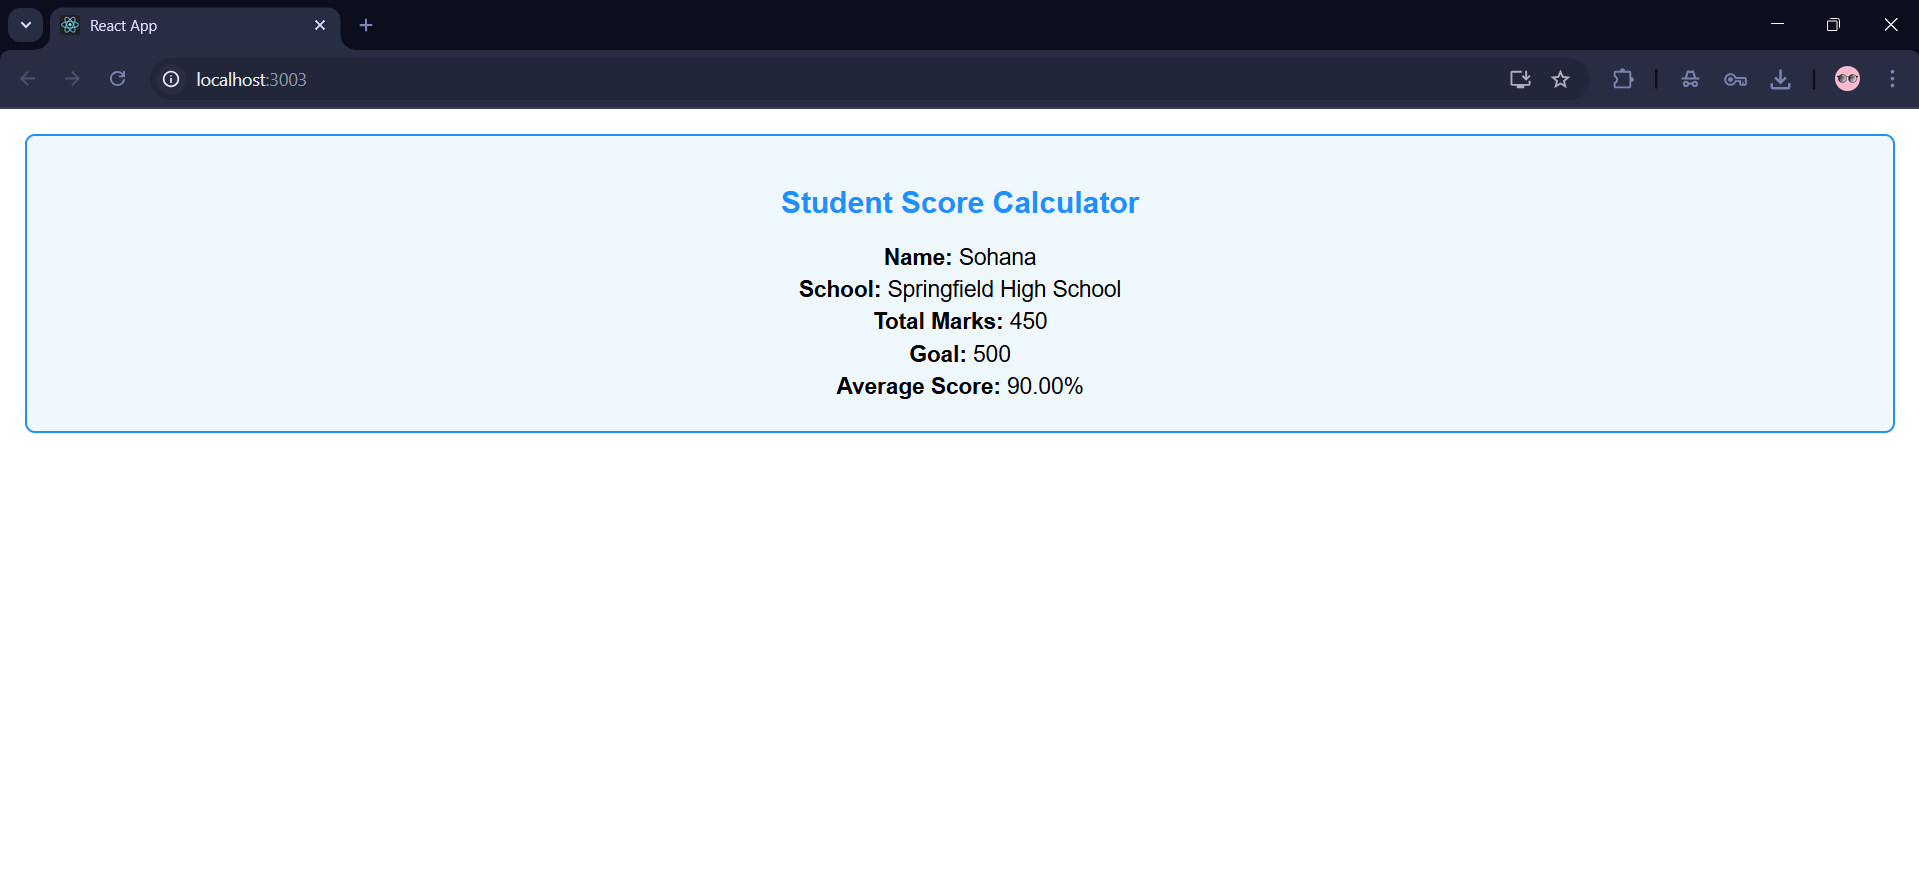 React App
localhost:3003
Student Score Calculator
Name: Sohana
School: Springfield High School
Total Marks: 450
Goal: 500
Average Score: 90.00%